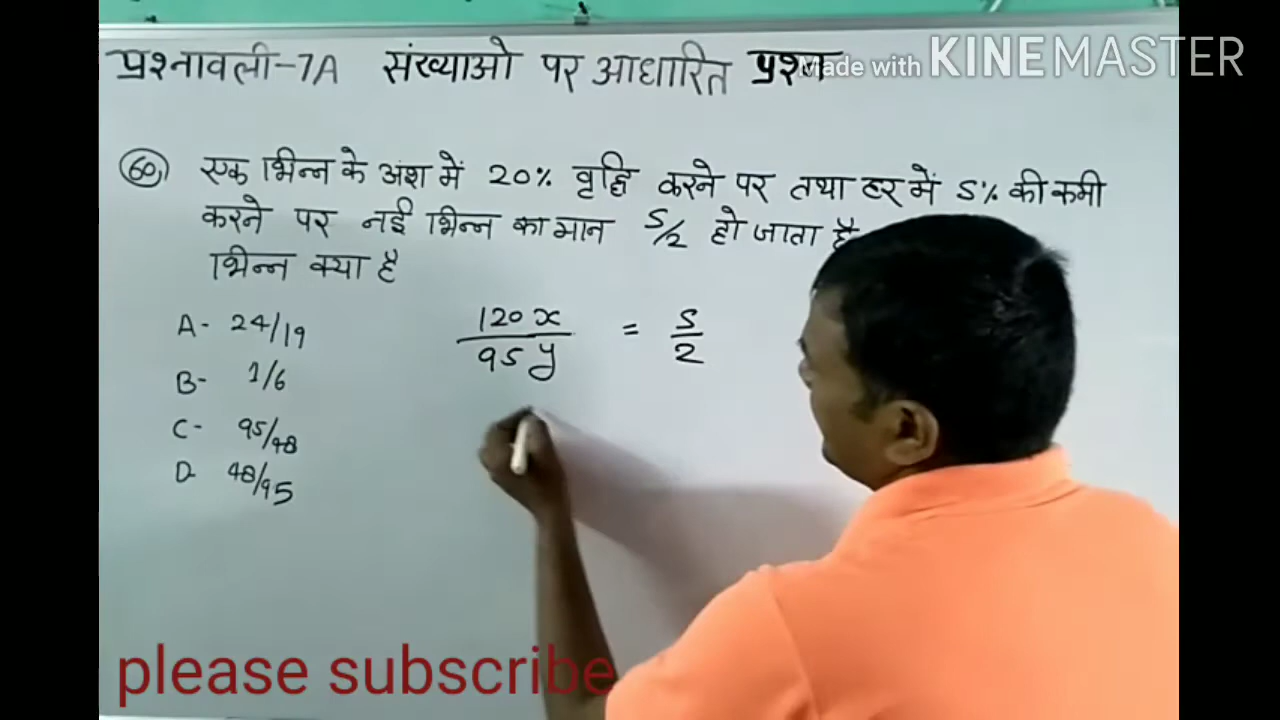 प्रश्नावली-7A संख्याओ पर आधारित प्रश्न
Made with KINEMASTER
60, एक भिन्न के अंश में 20% वृद्धि करने पर तथा हर में 5% की कमी
करने पर नई भिन्न का मान 5/2 हो जाता है
भिन्न क्या है
A- 24/19
B- 1/6
C- 95/48
D- 48/95
120x
95y
=
5
2
please subscribe